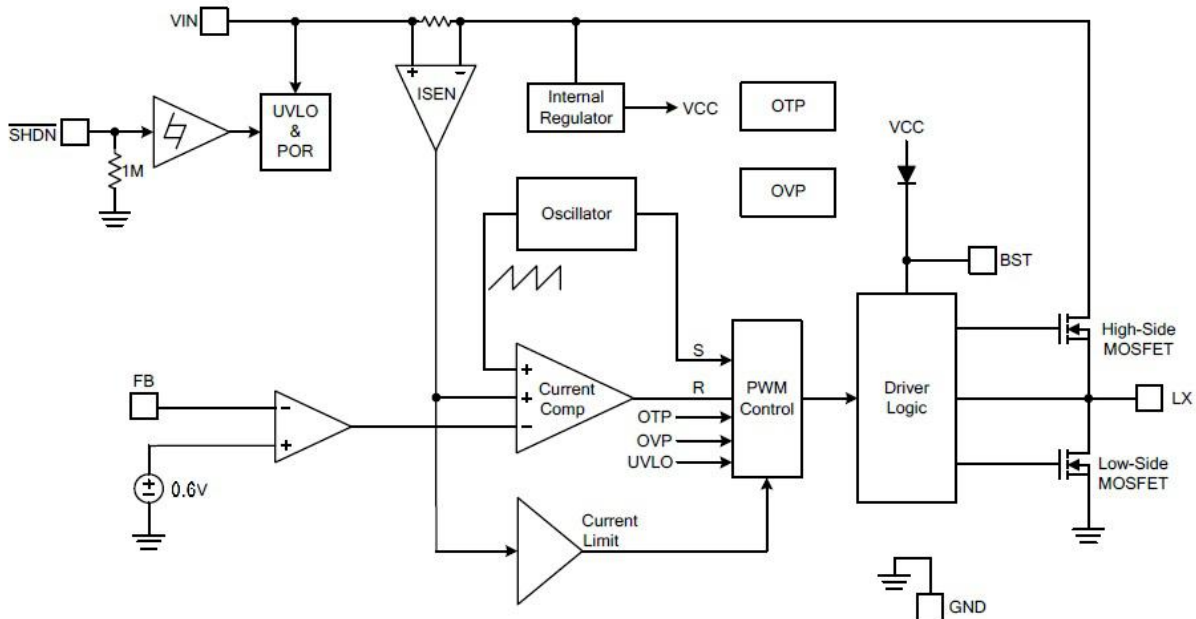 VIN
+ -
ISEN
SHDN
1M
UVLO
&
POR
Internal
Regulator
VCC
OTP
OVP
VCC
BST
Oscillator
S
R
OTP
OVP
UVLO
PWM
Control
Driver
Logic
High-Side
MOSFET
LX
Low-Side
MOSFET
FB
-
+
+
-
0.6V
+
+
-
Current
Comp
Current
Limit
GND